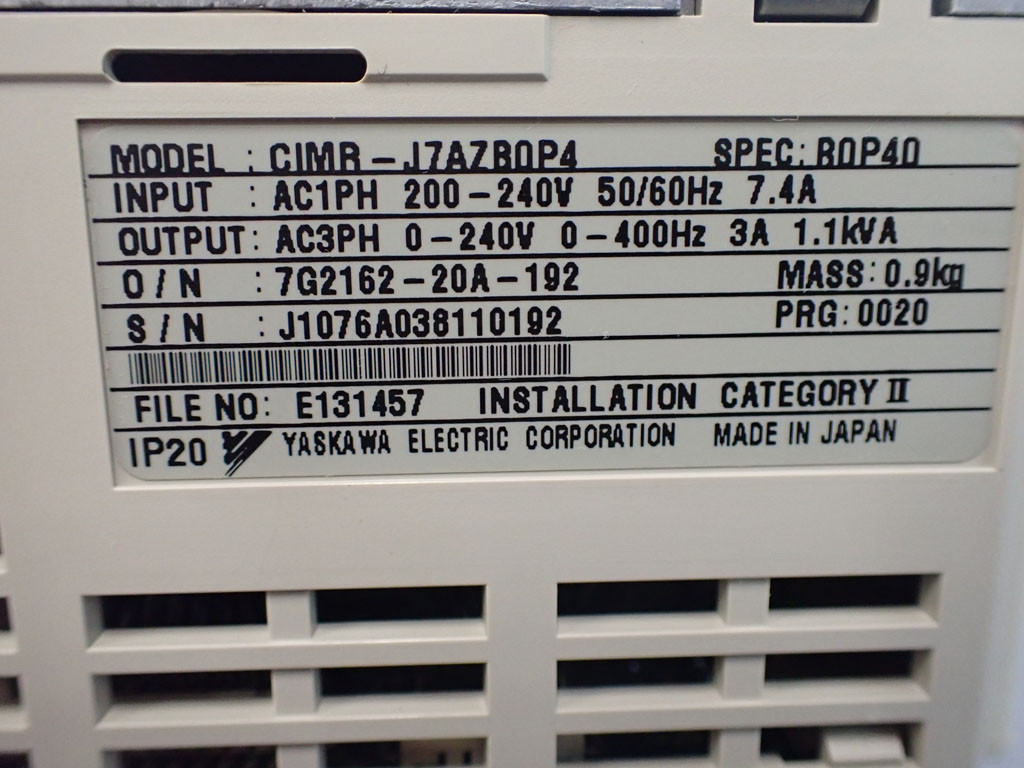 MODEL : CIMR-J7AZB0P4 SPEC: B0P40
INPUT : AC1PH 200-240V 50/60Hz 7.4A
OUTPUT: AC3PH 0-240V 0-400Hz 3A 1.1kVA
O/N : 7G2162-20A-192 MASS: 0.9kg
S/N : J1076A038110192 PRG: 0020
FILE NO: E131457 INSTALLATION CATEGORY II
IP20 YASKAWA ELECTRIC CORPORATION MADE IN JAPAN